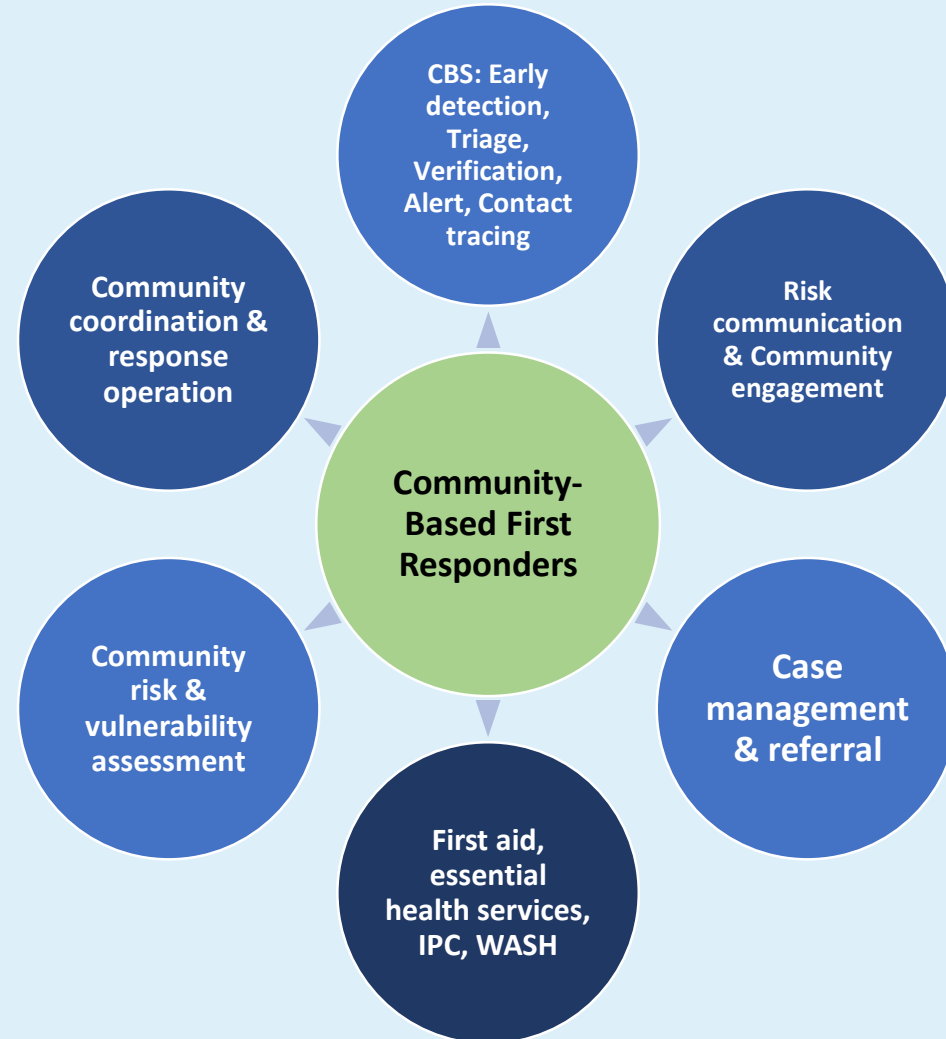 CBS: Early
detection,
Triage,
Verification,
Alert, Contact
tracing
Risk
communication
& Community
engagement
Case
management
& referral
First aid,
essential
health services,
IPC, WASH
Community
risk &
vulnerability
assessment
Community
coordination &
response
operation
Community-
Based First
Responders